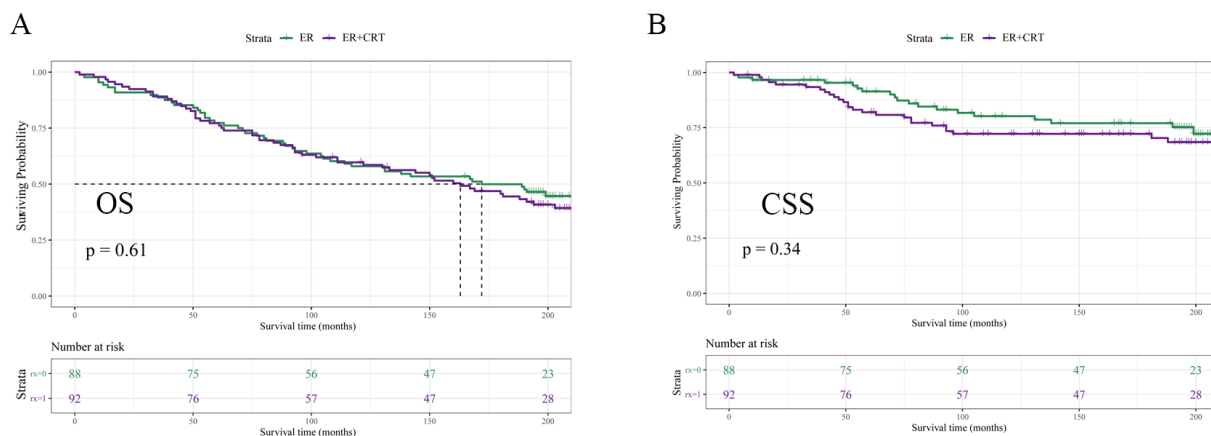 A
Strata ER ER+CRT
Surviving Probability
1.00
0.75
0.50
0.25
0.00
OS
p = 0.61
0 50 100 150 200
Survival time (months)
Number at risk
Strata
rx=0 88 75 56 47 23
rx=1 92 76 57 47 28
0 50 100 150 200
Survival time (months)
B
Strata ER ER+CRT
Surviving Probability
1.00
0.75
0.50
0.25
0.00
CSS
p = 0.34
0 50 100 150 200
Survival time (months)
Number at risk
Strata
rx=0 88 75 56 47 23
rx=1 92 76 57 47 28
0 50 100 150 200
Survival time (months)